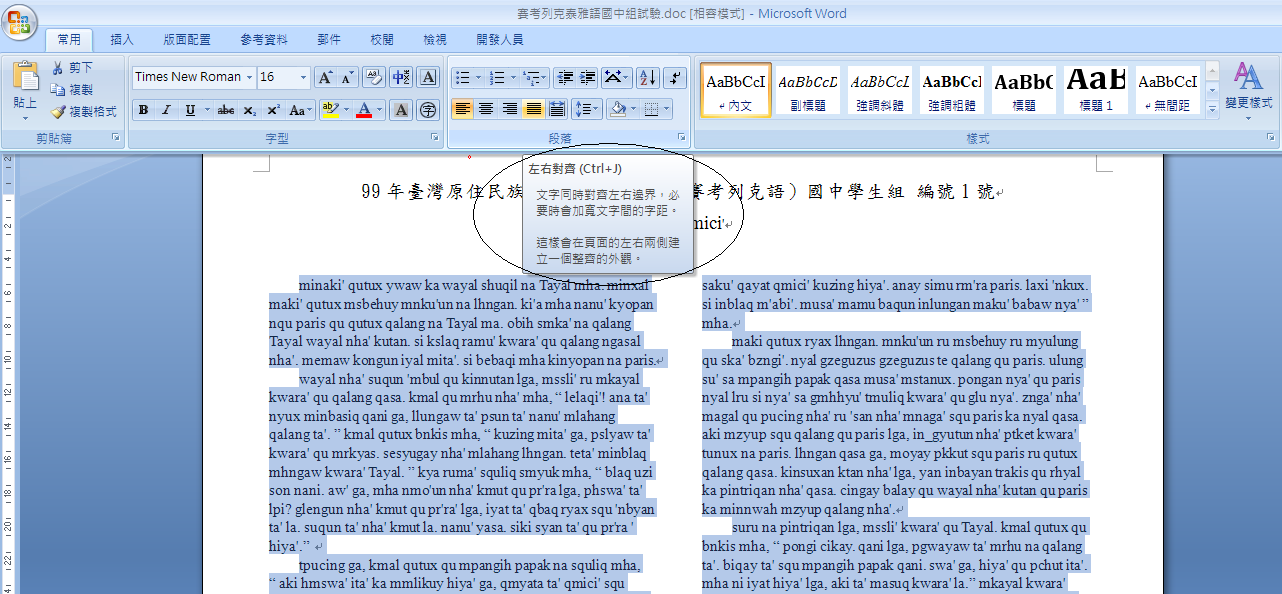 賽考列克泰雅語國中組試驗.doc [相容模式] - Microsoft Word
常用 插入 版面配置 參考資料 郵件 校閱 檢視 開發人員
貼上
剪下
複製
複製格式
剪貼簿
Times New Roman 16
B I U abc x₂ x² Aa
字型
段落
AaBbCcI AaBbCcD AaBbCcL AaBbCcl AaBb( AaB AaBbCcI
內文 副標題 強調斜體 強調粗體 標題 標題 1 無間距
變更樣式
樣式
左右對齊 (Ctrl+J)
文字同時對齊左右邊界，必
要時會加寬文字間的字距。
這樣會在頁面的左右兩側建
立一個整齊的外觀。
99 年臺灣原住民族 賽考列克語）國中學生組 編號 1 號
mici'
minaki' qutux ywaw ka wayal shuqil na Tayal mha. minxal
maki' qutux msbehuy mnku'un na lhngan. ki'a mha nanu' kyopan
nqu paris qu qutux qalang na Tayal ma. obih smka' na qalang
Tayal wayal nha' kutan. si kslaq ramu' kwara' qu qalang ngasal
nha'. memaw kongun iyal mita'. si bebaqi mha kinyopan na paris.
wayal nha' suqun 'mbul qu kinnutan lga, mssli' ru mkayal
kwara' qu qalang qasa. kmal qu mrhu nha' mha, “ lelaqi'! ana ta'
nyux minbasiq qani ga, llungaw ta' psun ta' nanu' mlahang
qalang ta'. ” kmal qutux bnkis mha, “ kuzing mita' ga, pslyaw ta'
kwara' qu mrkyas. sesyugay nha' mlahang lhngan. teta' minblaq
mhngaw kwara' Tayal. ” kya ruma' squliq smyuk mha, “ blaq uzi
son nani. aw' ga, mha nmo'un nha' kmut qu pr'ra lga, phswa' ta'
lpi? glengun nha' kmut qu pr'ra' lga, iyat ta' qbaq ryax squ 'nbyan
ta' la. suqun ta' nha' kmut la. nanu' yasa. siki syan ta' qu pr'ra '
hiya'.”
tpucing ga, kmal qutux qu mpangih papak na squliq mha,
“ aki hmswa' ita' ka mmlikuy hiya' ga, qmyata ta' qmici' squ
saku' qayat qmici' kuzing hiya'. anay simu rm'ra paris. laxi 'nkux.
si inblaq m'abi'. musa' mamu baqun inlungan maku' babaw nya' ”
mha.
maki qutux ryax lhngan. mnku'un ru msbehuy ru myulung
qu ska' bzngi'. nyal gzeguzus gzeguzus te qalang qu paris. ulung
su' sa mpangih papak qasa musa' mstanux. pongan nya' qu paris
nyal lru si nya' sa gmhhyu' tmuliq kwara' qu glu nya'. znga' nha'
magal qu pucing nha' ru 'san nha' mnaga' squ paris ka nyal qasa.
aki mzyup squ qalang qu paris lga, in_gyutun nha' ptket kwara'
tunux na paris. lhngan qasa ga, moyay pkkut squ paris ru qutux
qalang qasa. kinsuxan ktan nha' lga, yan inbayan trakis qu rhyal
ka pintriqan nha' qasa. cingay balay qu wayal nha' kutan qu paris
ka minnwah mzyup qalang nha'.
suru na pintriqan lga, mssli' kwara' qu Tayal. kmal qutux qu
bnkis mha, “ pongi cikay. qani lga, pgwayaw ta' mrhu na qalang
ta'. biqay ta' squ mpangih papak qani. swa' ga, hiya' qu pchut ita'.
mha ni iyat hiya' lga, aki ta' masuq kwara' la.” mkayal kwara'